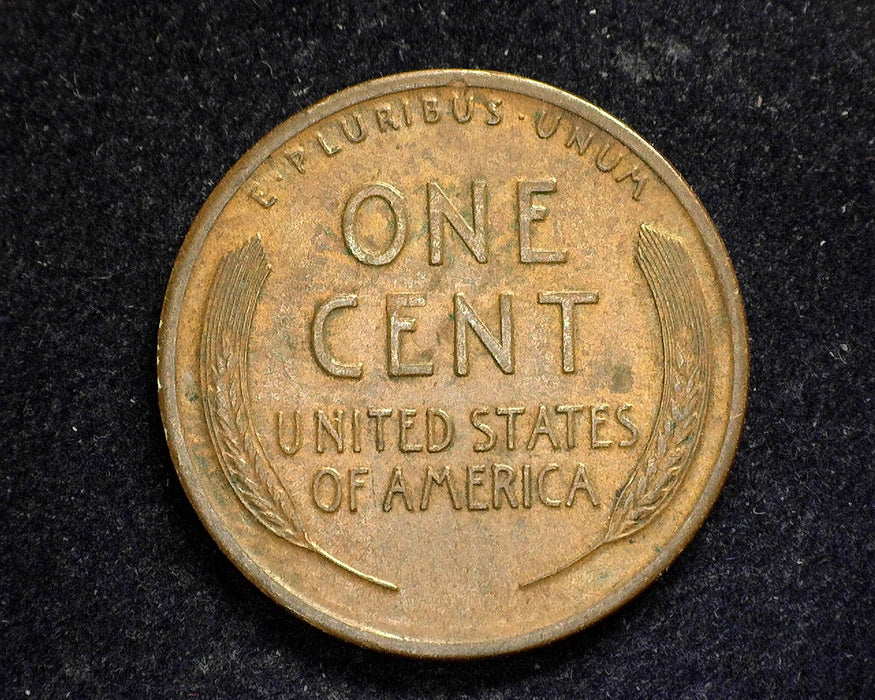 E·PLURIBUS·UNUM
ONE
CENT
UNITED STATES
OF AMERICA